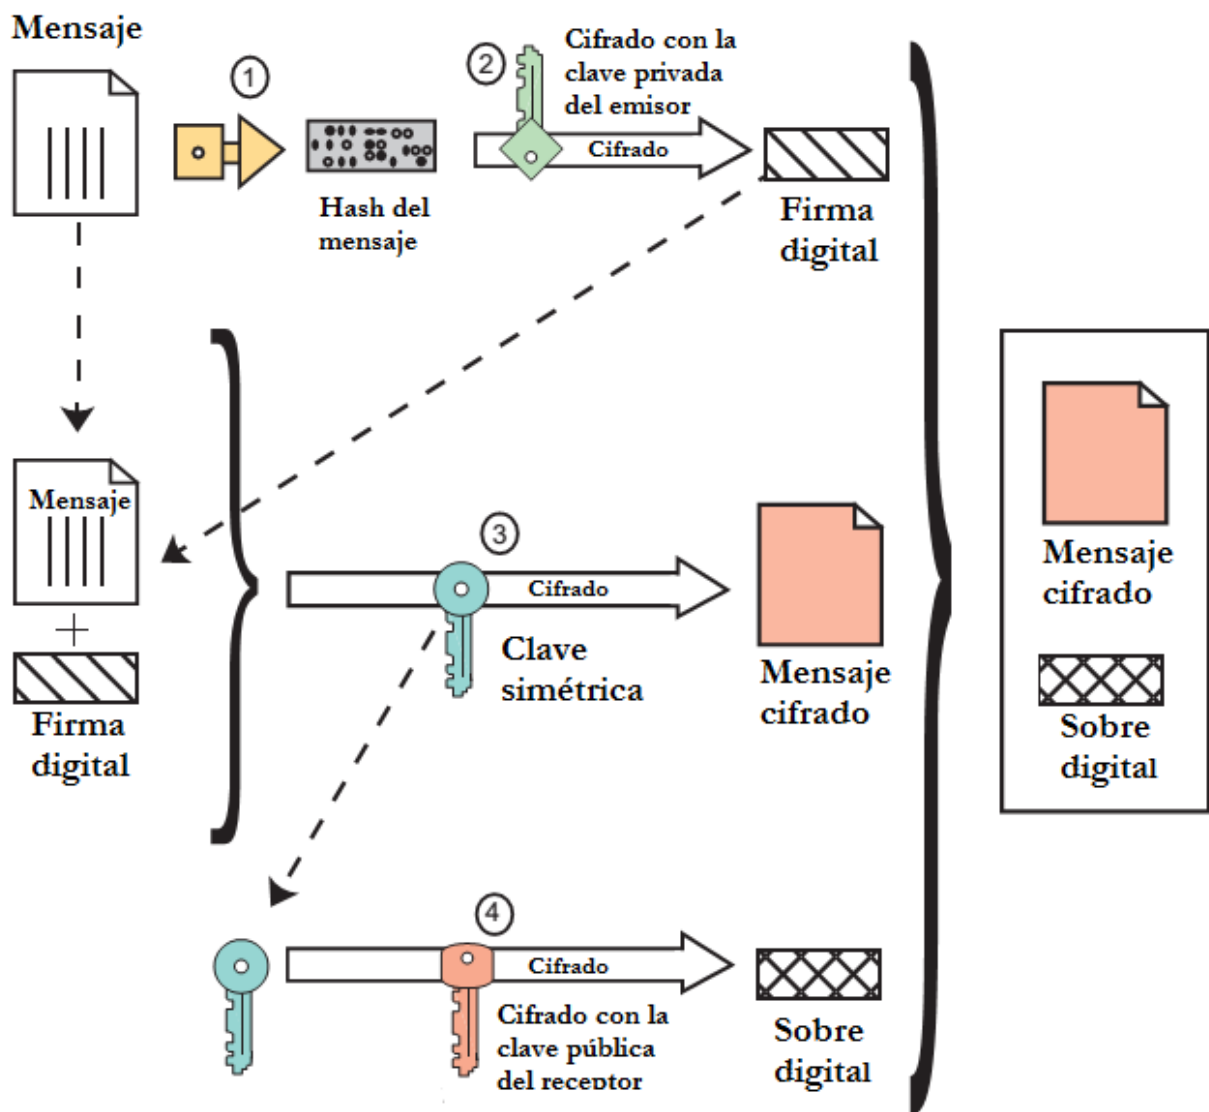 Mensaje
1
2
Cifrado con la
clave privada
del emisor
Cifrado
Hash del
mensaje
Firma
digital
Mensaje
+
Firma
digital
3
Cifrado
Clave
simétrica
Mensaje
cifrado
4
Cifrado
Cifrado con la
clave pública
del receptor
Sobre
digital
Mensaje
cifrado
Sobre
digital